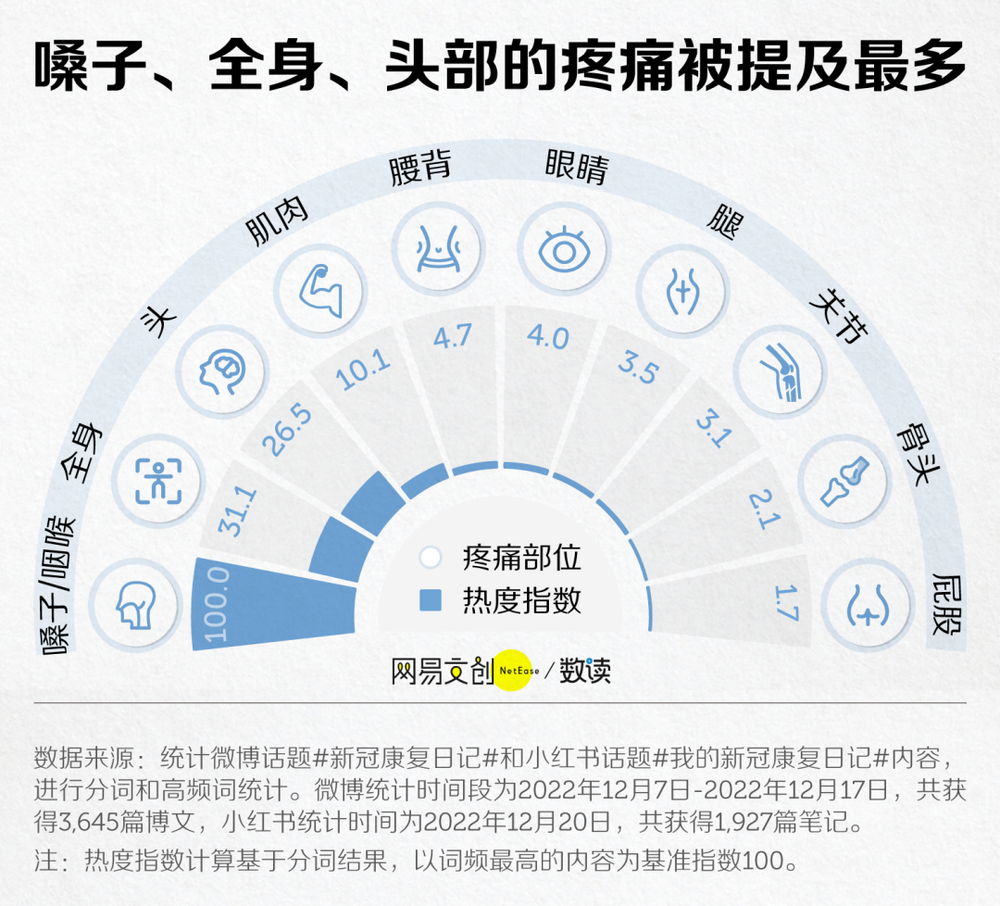 嗓子、全身、头部的疼痛被提及最多
嗓子/咽喉
全身
头
肌肉
腰背
眼睛
腿
关节
骨头
屁股
100.0
31.1
26.5
10.1
4.7
4.0
3.5
3.1
2.1
1.7
疼痛部位
热度指数
网易文创 NetEase / 数读
数据来源：统计微博话题#新冠康复日记#和小红书话题#我的新冠康复日记#内容，
进行分词和高频词统计。微博统计时间段为2022年12月7日-2022年12月17日，共获
得3,645篇博文，小红书统计时间为2022年12月20日，共获得1,927篇笔记。
注：热度指数计算基于分词结果，以词频最高的内容为基准指数100。